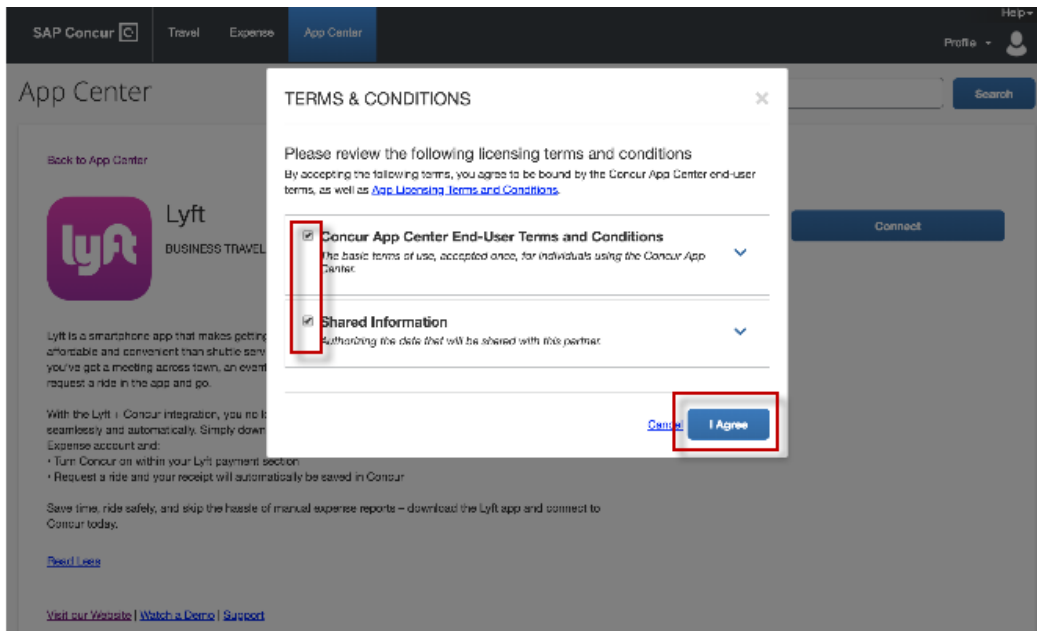 Help
SAP Concur C Travel Expense App Center
Profile
App Center
TERMS & CONDITIONS
×
Search
Please review the following licensing terms and conditions
By accepting the following terms, you agree to be bound by the Concur App Center end-user
terms, as well as App Licensing Terms and Conditions.
Back to App Center
lyft
Lyft
BUSINESS TRAVEL
Connect
Concur App Center End-User Terms and Conditions
The basic terms of use, accepted once, for individuals using the Concur App
Center.
Shared Information
Authorizing the data that will be shared with this partner.
Cancel I Agree
Lyft is a smartphone app that makes getting
affordable and convenient than shuttle serv
you've got a meeting across town, an event
request a ride in the app and go.
With the Lyft + Concur integration, you no lo
seamlessly and automatically. Simply down
Expense account and:
• Turn Concur on within your Lyft payment section
• Request a ride and your receipt will automatically be saved in Concur
Save time, ride safely, and skip the hassle of manual expense reports – download the Lyft app and connect to
Concur today.
Read Less
Visit our Website | Watch a Demo | Support